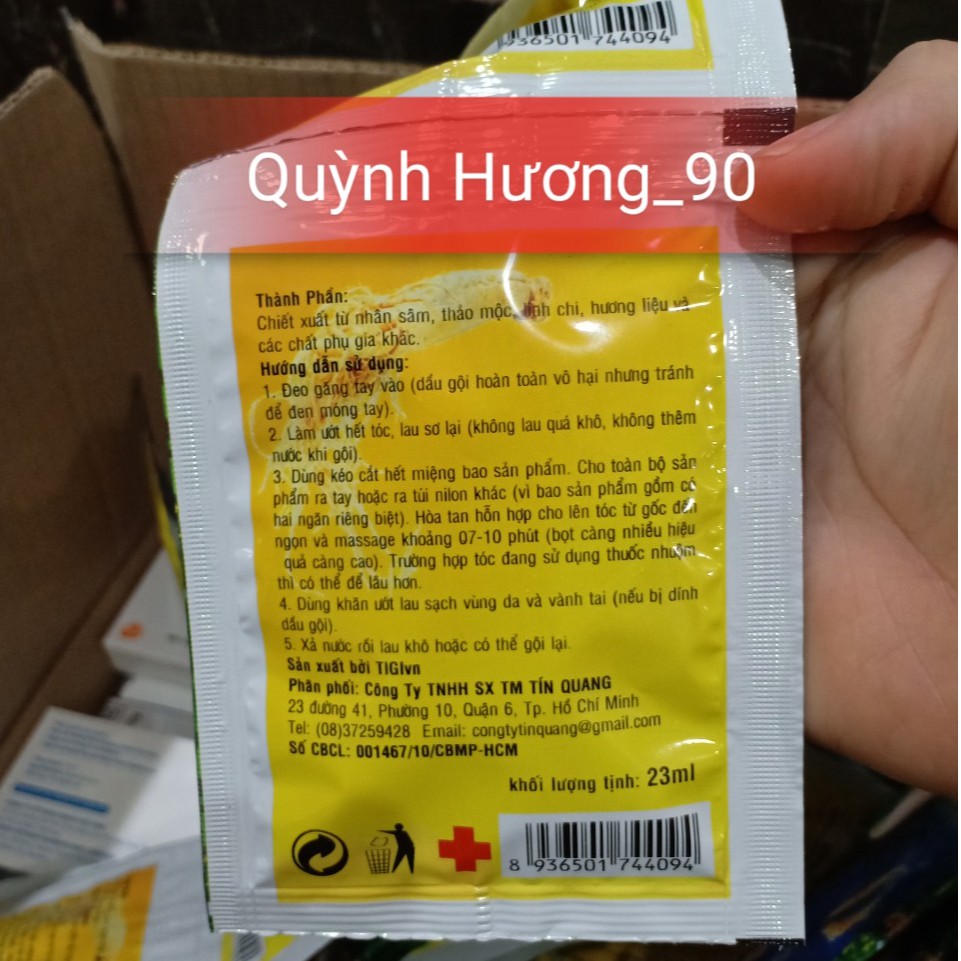 936501 744094
Quỳnh Hương_90
Thành Phần:
Chiết xuất từ nhân sâm, thảo mộc, linh chi, hương liệu và
các chất phụ gia khác.
Hướng dẫn sử dụng:
1. Đeo găng tay vào (dầu gội hoàn toàn vô hại nhưng tránh
để đen móng tay).
2. Làm ướt hết tóc, lau sơ lại (không lau quá khô, không thêm
nước khi gội).
3. Dùng kéo cắt hết miệng bao sản phẩm. Cho toàn bộ sản
phẩm ra tay hoặc ra túi nilon khác (vì bao sản phẩm gồm có
hai ngăn riêng biệt). Hòa tan hỗn hợp cho lên tóc từ gốc đến
ngọn và massage khoảng 07-10 phút (bọt càng nhiều hiệu
quả càng cao). Trường hợp tóc đang sử dụng thuốc nhuộm
thì có thể để lâu hơn.
4. Dùng khăn ướt lau sạch vùng da và vành tai (nếu bị dính
dầu gội).
5. Xả nước rồi lau khô hoặc có thể gội lại.
Sản xuất bởi TIGIvn
Phân phối: Công Ty TNHH SX TM TÍN QUANG
23 đường 41, Phường 10, Quận 6, Tp. Hồ Chí Minh
Tel: (08)37259428 Email: congtytinquang@gmail.com
Số CBCL: 001467/10/CBMP-HCM
khối lượng tịnh: 23ml
8 936501 744094